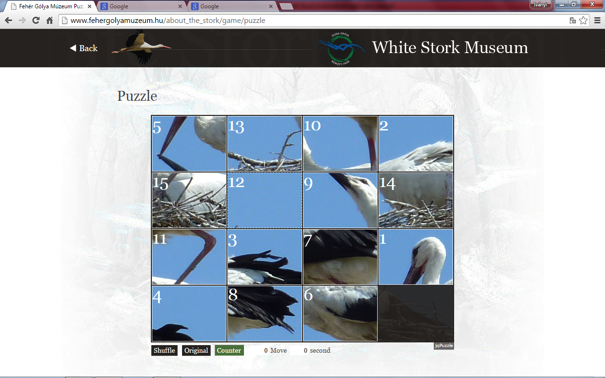 Fehér Gólya Múzeum Puz
Google
Google
www.fehergolyamuzeum.hu/about_the_stork/game/puzzle
Back
White Stork Museum
Puzzle
5 13 10 2
15 12 9 14
11 3 7 1
4 8 6
Shuffle Original Counter 0 Move 0 second